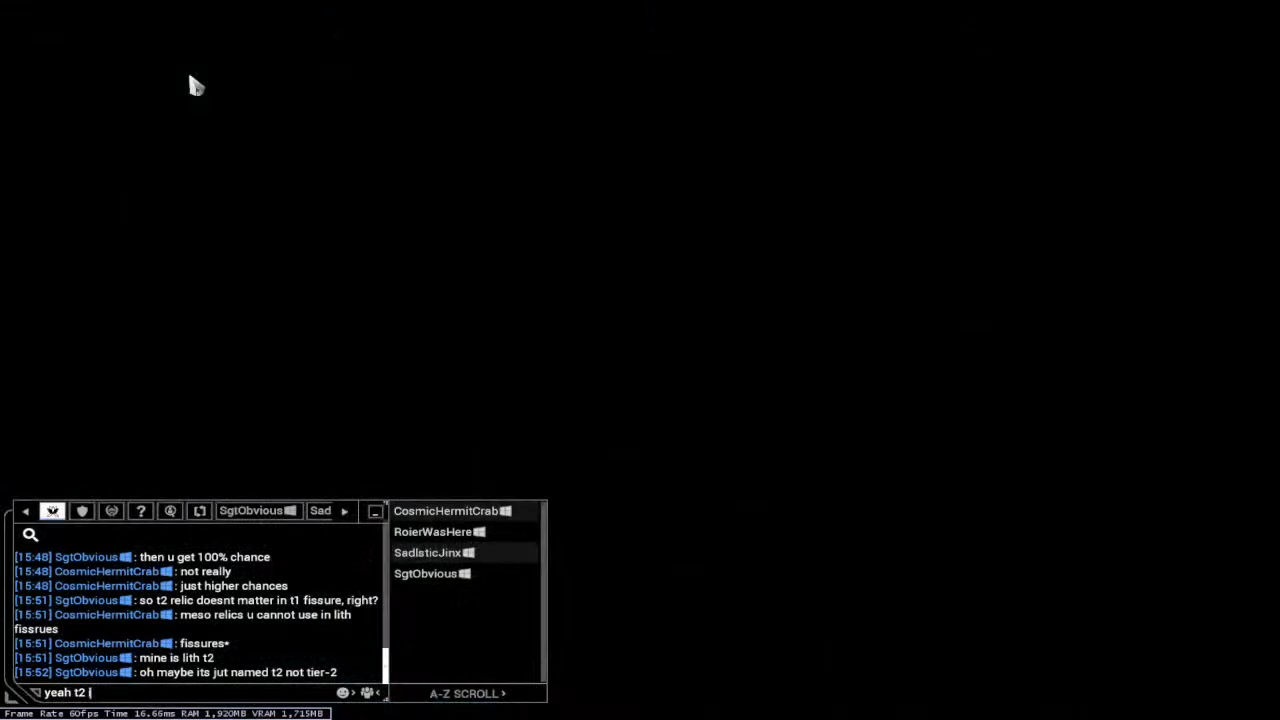 SgtObvious Sad
[15:48] SgtObvious: then u get 100% chance
[15:48] CosmicHermitCrab: not really
[15:48] CosmicHermitCrab: just higher chances
[15:51] SgtObvious: so t2 relic doesnt matter in t1 fissure, right?
[15:51] CosmicHermitCrab: meso relics u cannot use in lith
fissrues
[15:51] CosmicHermitCrab: fissures*
[15:51] SgtObvious: mine is lith t2
[15:52] SgtObvious: oh maybe its jut named t2 not tier-2
yeah t2 i
CosmicHermitCrab
RoierWasHere
SadIsticJinx
SgtObvious
A-Z SCROLL
Frame Rate 60fps Time 16.66ms RAM 1,920MB VRAM 1,715MB